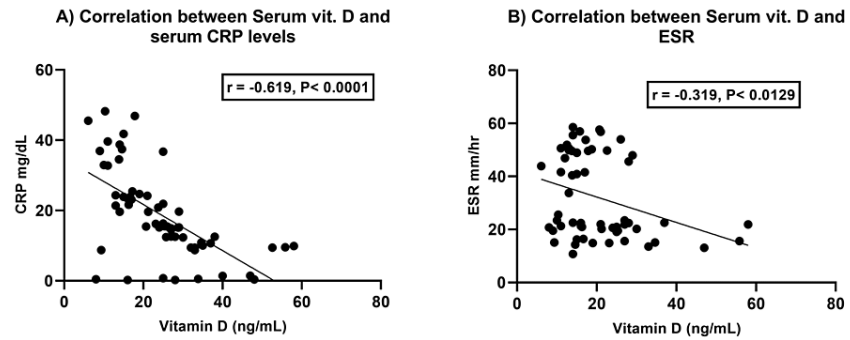 A) Correlation between Serum vit. D and
serum CRP levels
r = -0.619, P< 0.0001
60
40
20
0
CRP mg/dL
0 20 40 60 80
Vitamin D (ng/mL)
B) Correlation between Serum vit. D and
ESR
r = -0.319, P< 0.0129
80
60
40
20
0
ESR mm/hr
0 20 40 60 80
Vitamin D (ng/mL)